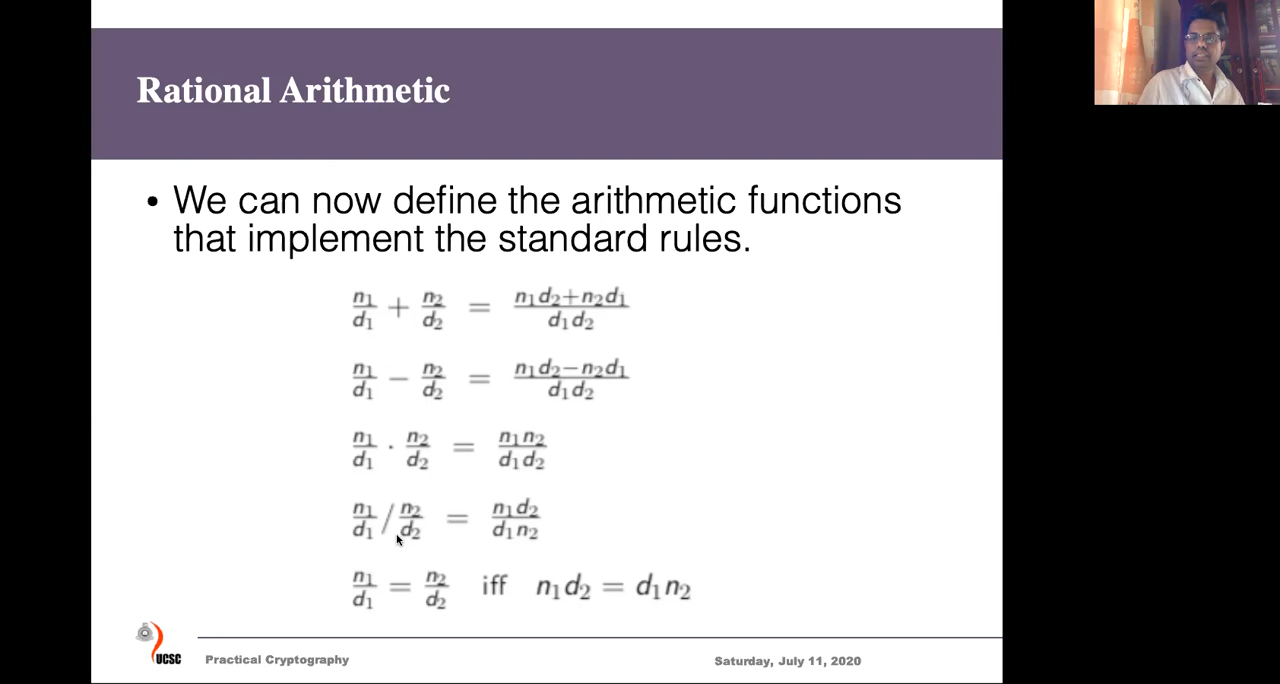 Rational Arithmetic
• We can now define the arithmetic functions
that implement the standard rules.
n₁/d₁ + n₂/d₂ = (n₁d₂+n₂d₁)/(d₁d₂)
n₁/d₁ − n₂/d₂ = (n₁d₂−n₂d₁)/(d₁d₂)
n₁/d₁ · n₂/d₂ = (n₁n₂)/(d₁d₂)
n₁/d₁ / n₂/d₂ = (n₁d₂)/(d₁n₂)
n₁/d₁ = n₂/d₂ iff n₁d₂ = d₁n₂
UCSC Practical Cryptography Saturday, July 11, 2020